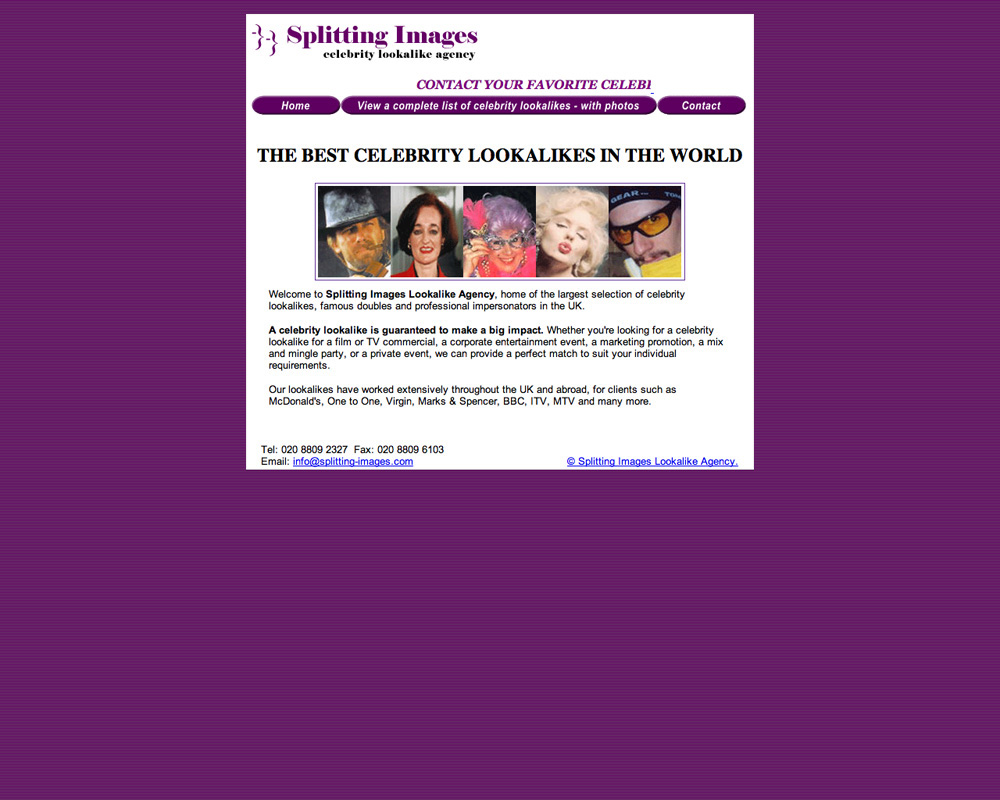 Splitting Images
celebrity lookalike agency
CONTACT YOUR FAVORITE CELEB
Home
View a complete list of celebrity lookalikes - with photos
Contact
THE BEST CELEBRITY LOOKALIKES IN THE WORLD
GEAR
Welcome to Splitting Images Lookalike Agency, home of the largest selection of celebrity
lookalikes, famous doubles and professional impersonators in the UK.
A celebrity lookalike is guaranteed to make a big impact. Whether you're looking for a celebrity
lookalike for a film or TV commercial, a corporate entertainment event, a marketing promotion, a mix
and mingle party, or a private event, we can provide a perfect match to suit your individual
requirements.
Our lookalikes have worked extensively throughout the UK and abroad, for clients such as
McDonald's, One to One, Virgin, Marks & Spencer, BBC, ITV, MTV and many more.
Tel: 020 8809 2327 Fax: 020 8809 6103
Email: info@splitting-images.com
© Splitting Images Lookalike Agency.